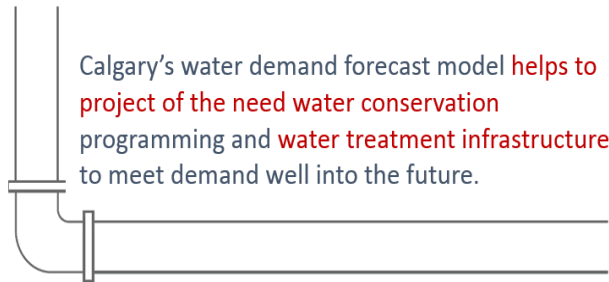 Calgary's water demand forecast model helps to
project of the need water conservation
programming and water treatment infrastructure
to meet demand well into the future.